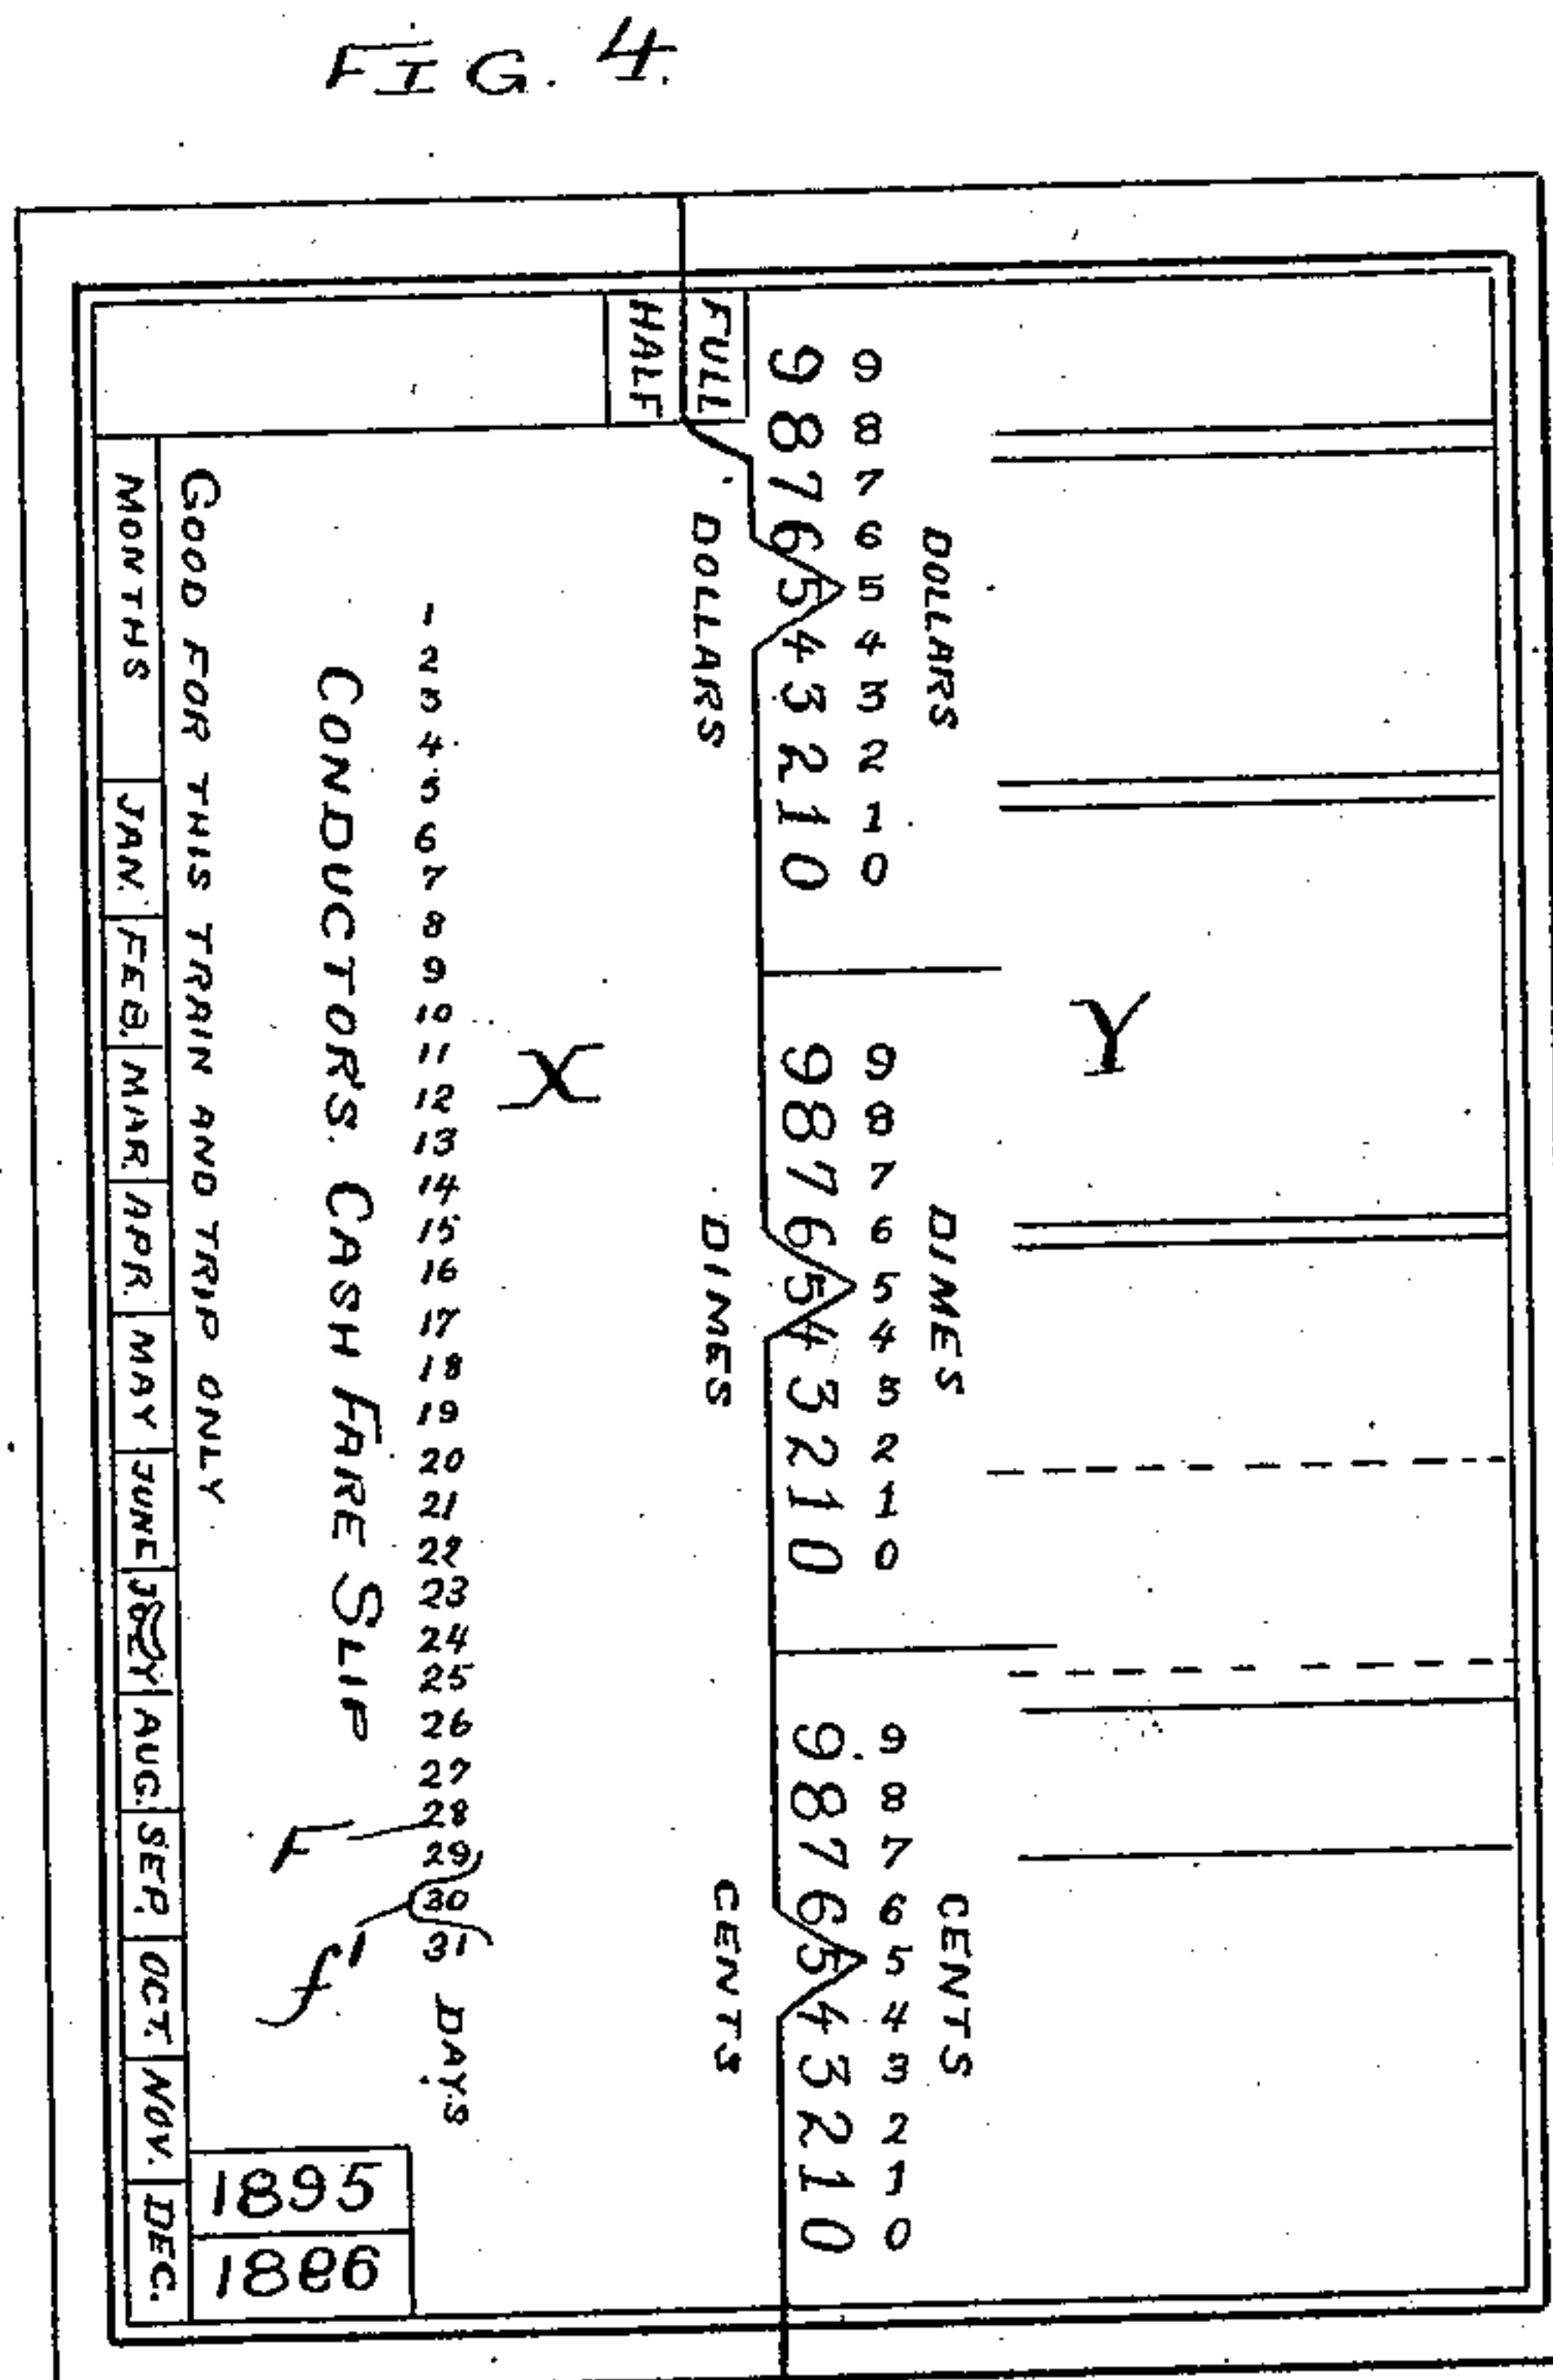 FIG. 4.
Y
DOLLARS DIMES CENTS
9 8 7 6 5 4 3 2 1 0 9 8 7 6 5 4 3 2 1 0 9 8 7 6 5 4 3 2 1 0
9 8 7 6 5 4 3 2 1 0 9 8 7 6 5 4 3 2 1 0 9 8 7 6 5 4 3 2 1 0
FULL DOLLARS DIMES CENTS
HALF
X
1 2 3 4 5 6 7 8 9 10 11 12 13 14 15 16 17 18 19 20 21 22 23 24 25 26 27 28 29 30 31 DAYS
CONDUCTOR'S CASH FARE SLIP
F f'
GOOD FOR THIS TRAIN AND TRIP ONLY
1895
MONTHS JAN. FEB. MAR. APR. MAY JUNE JULY AUG. SEP. OCT. NOV. DEC.